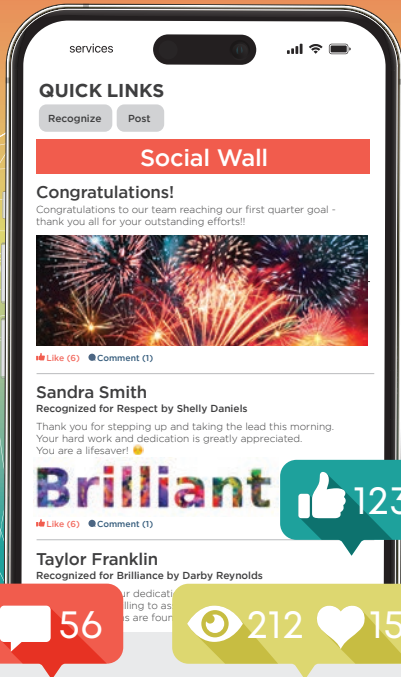 services
QUICK LINKS
Recognize Post
Social Wall
Congratulations!
Congratulations to our team reaching our first quarter goal -
thank you all for your outstanding efforts!!
Like (6) Comment (1)
Sandra Smith
Recognized for Respect by Shelly Daniels
Thank you for stepping up and taking the lead this morning.
Your hard work and dedication is greatly appreciated.
You are a lifesaver!
Brilliant
123
Like (6) Comment (1)
Taylor Franklin
Recognized for Brilliance by Darby Reynolds
56 212 15